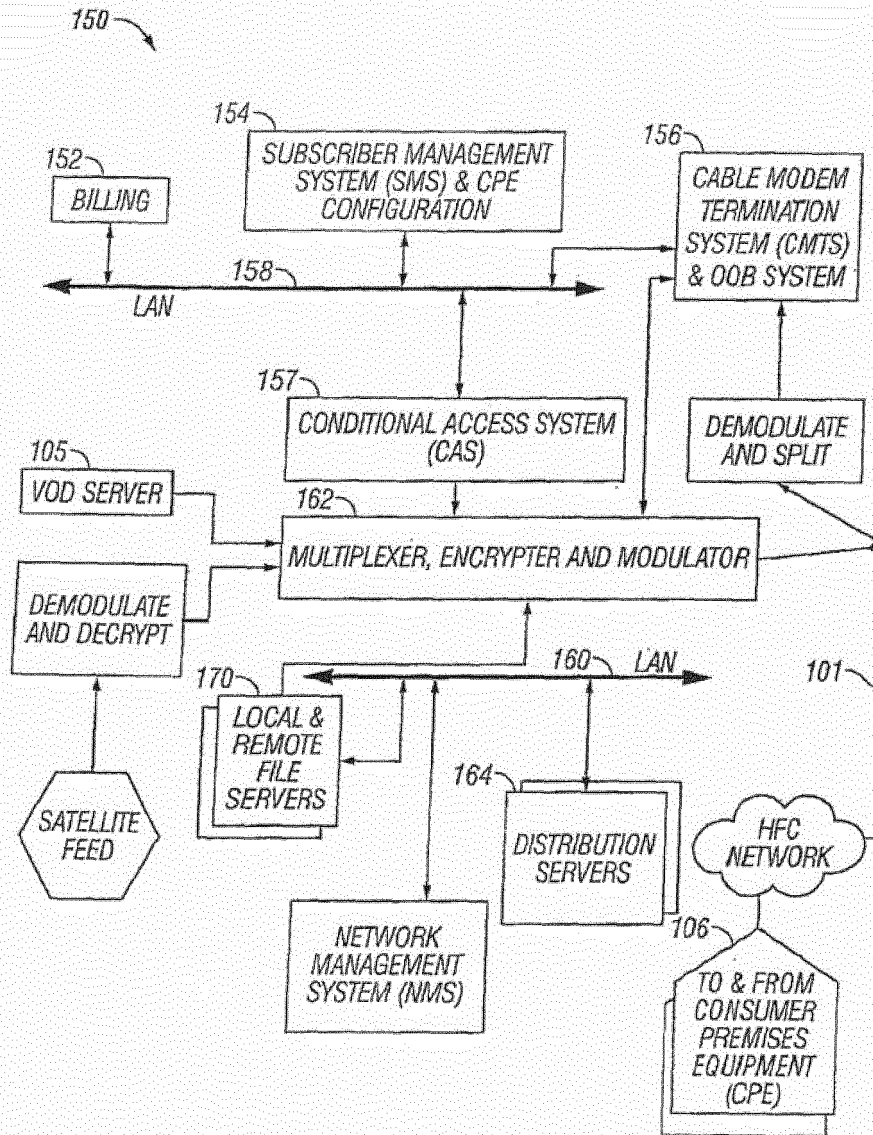 150
154
SUBSCRIBER MANAGEMENT
SYSTEM (SMS) & CPE
CONFIGURATION
152
BILLING
156
CABLE MODEM
TERMINATION
SYSTEM (CMTS)
& OOB SYSTEM
158
LAN
157
CONDITIONAL ACCESS SYSTEM
(CAS)
DEMODULATE
AND SPLIT
105
VOD SERVER
162
MULTIPLEXER, ENCRYPTER AND MODULATOR
DEMODULATE
AND DECRYPT
160
LAN
101
170
LOCAL &
REMOTE
FILE
SERVERS
164
DISTRIBUTION
SERVERS
SATELLITE
FEED
HFC
NETWORK
NETWORK
MANAGEMENT
SYSTEM (NMS)
106
TO & FROM
CONSUMER
PREMISES
EQUIPMENT
(CPE)